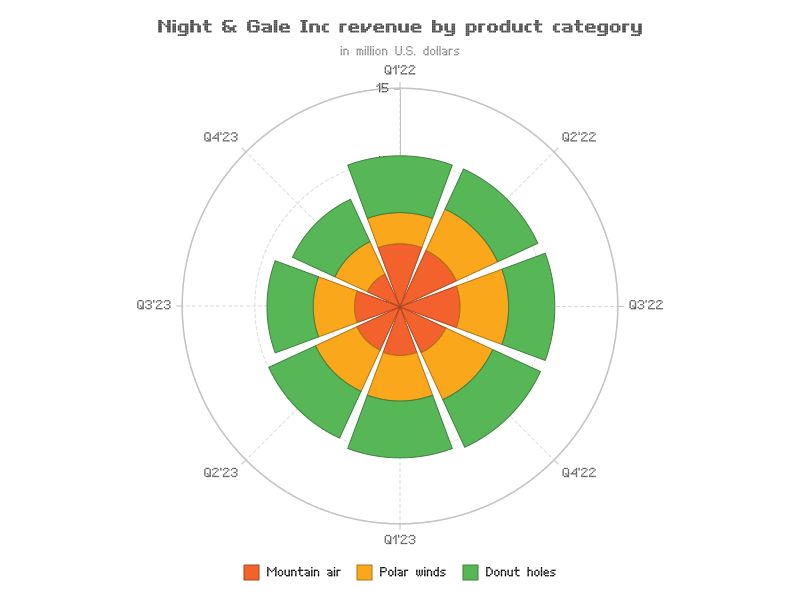 Night & Gale Inc revenue by product category
in million U.S. dollars
Q1'22
15
Q4'23
Q2'22
Q3'23
Q3'22
Q2'23
Q4'22
Q1'23
Mountain air
Polar winds
Donut holes